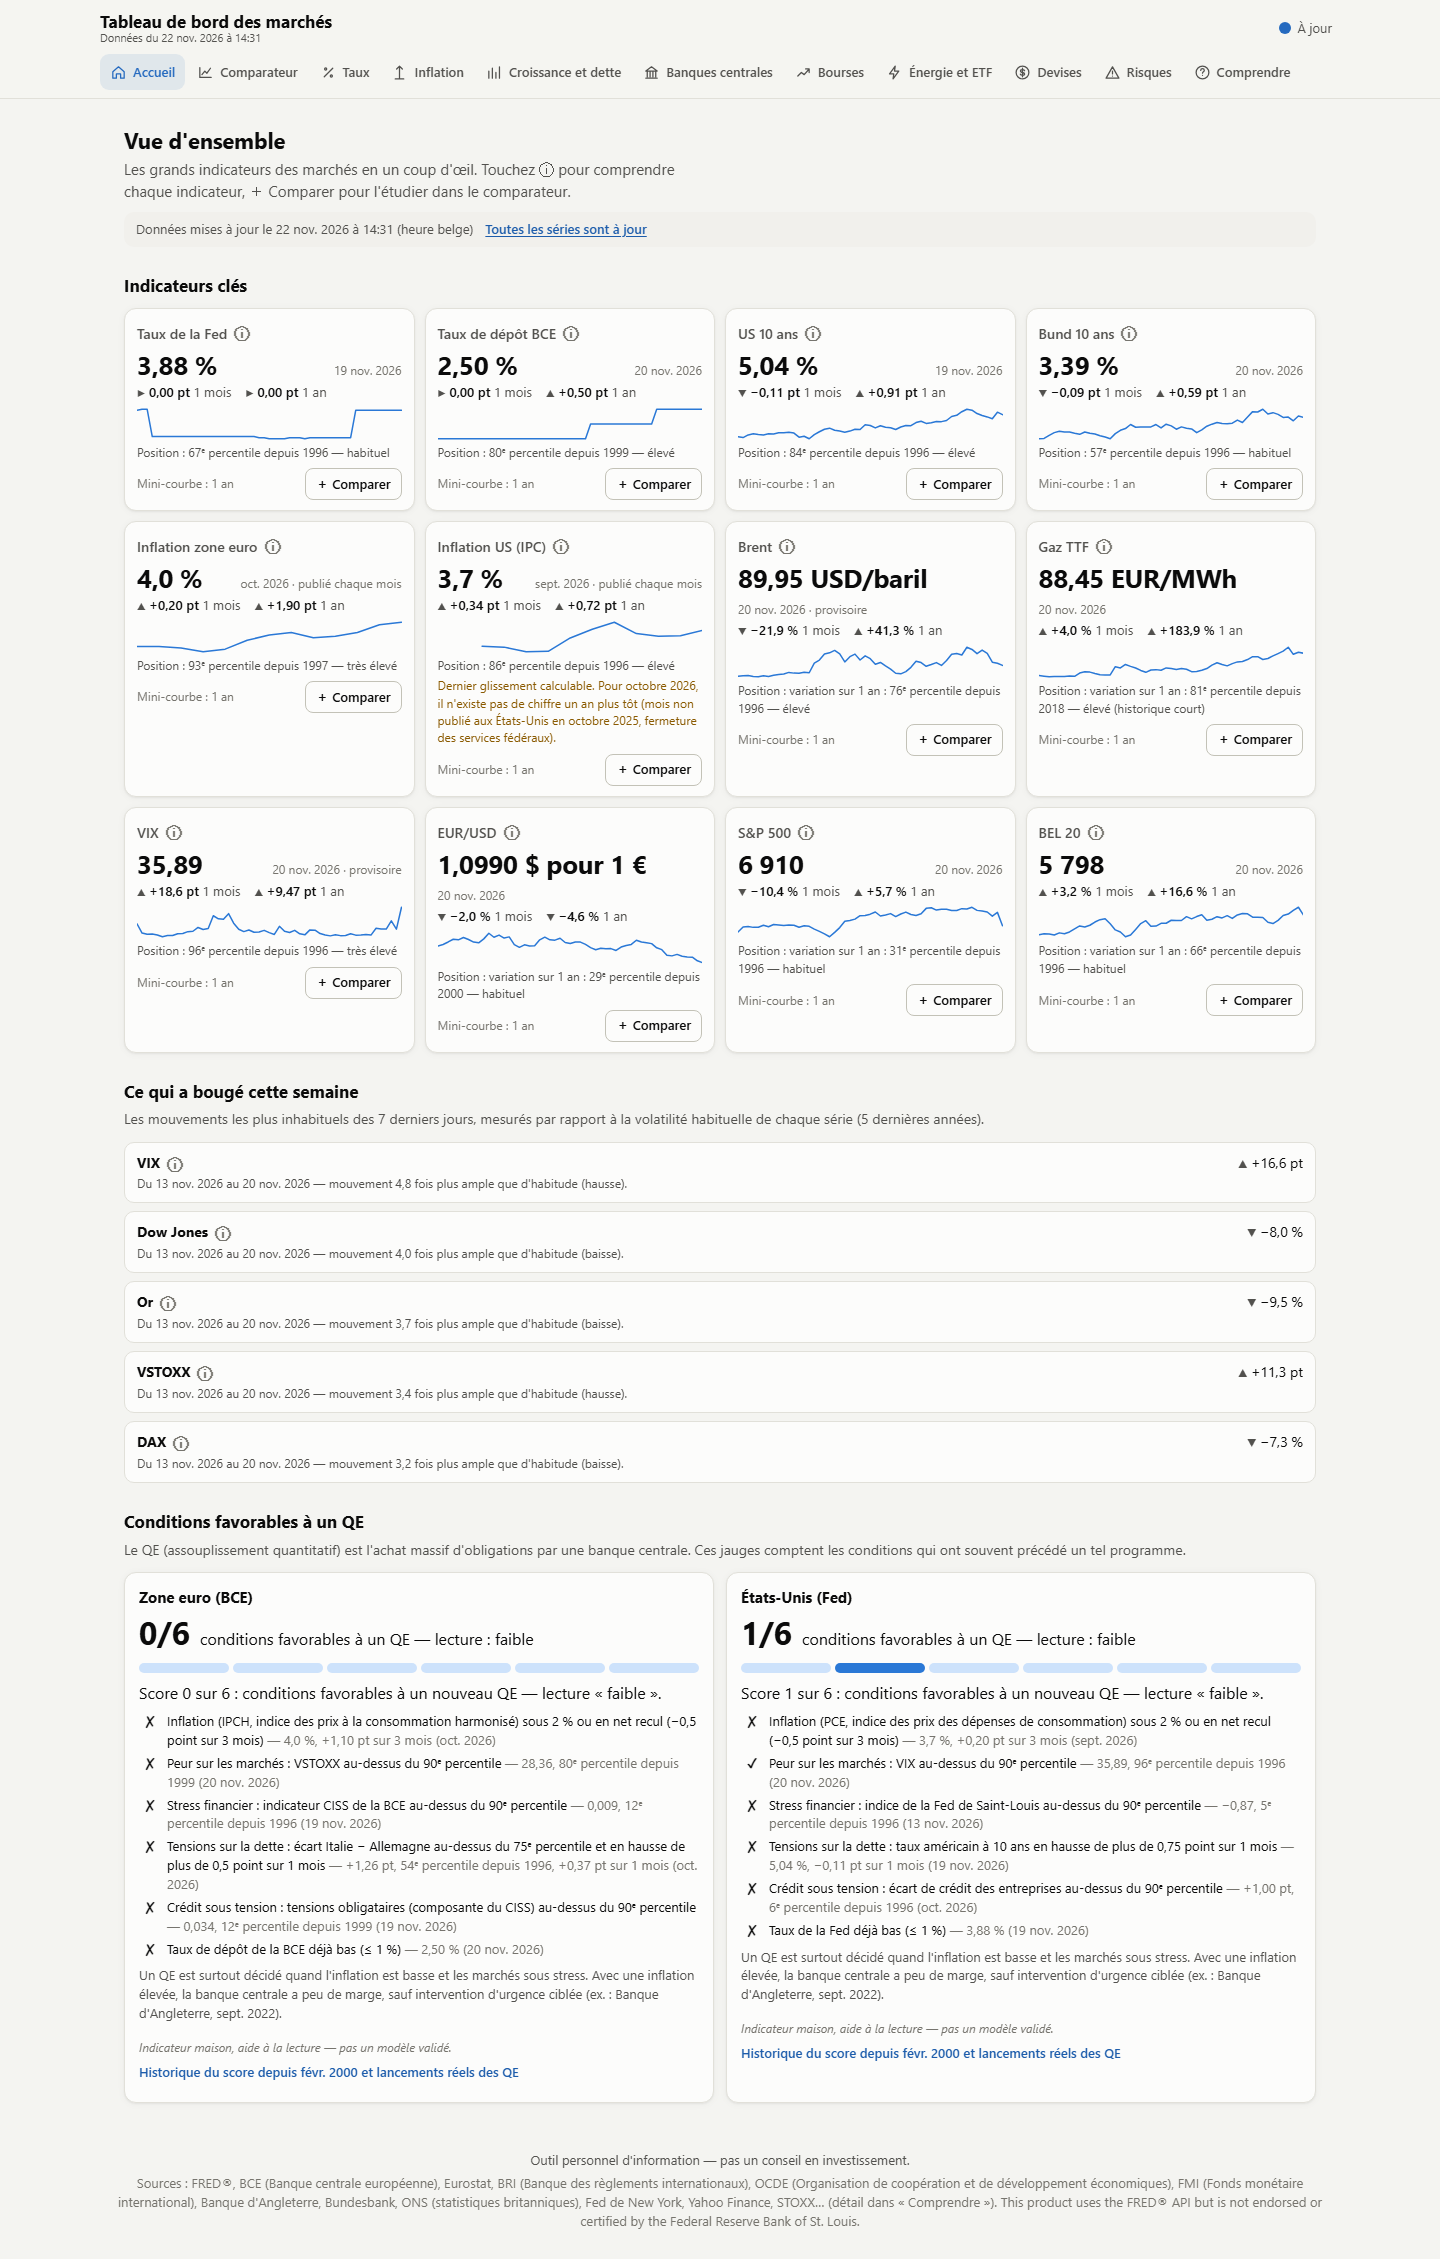 Tableau de bord des marchés
Données du 22 nov. 2026 à 14:31
À jour
Accueil Comparateur Taux Inflation Croissance et dette Banques centrales Bourses Énergie et ETF Devises Risques Comprendre
Vue d'ensemble
Les grands indicateurs des marchés en un coup d'œil. Touchez ⓘ pour comprendre
chaque indicateur, + Comparer pour l'étudier dans le comparateur.
Données mises à jour le 22 nov. 2026 à 14:31 (heure belge) Toutes les séries sont à jour
Indicateurs clés
Taux de la Fed ⓘ
3,88 % 19 nov. 2026
▶ 0,00 pt 1 mois ▶ 0,00 pt 1 an
Position : 67ᵉ percentile depuis 1996 — habituel
Mini-courbe : 1 an + Comparer
Taux de dépôt BCE ⓘ
2,50 % 20 nov. 2026
▶ 0,00 pt 1 mois ▲ +0,50 pt 1 an
Position : 80ᵉ percentile depuis 1999 — élevé
Mini-courbe : 1 an + Comparer
US 10 ans ⓘ
5,04 % 19 nov. 2026
▼ −0,11 pt 1 mois ▲ +0,91 pt 1 an
Position : 84ᵉ percentile depuis 1996 — élevé
Mini-courbe : 1 an + Comparer
Bund 10 ans ⓘ
3,39 % 20 nov. 2026
▼ −0,09 pt 1 mois ▲ +0,59 pt 1 an
Position : 57ᵉ percentile depuis 1996 — habituel
Mini-courbe : 1 an + Comparer
Inflation zone euro ⓘ
4,0 % oct. 2026 · publié chaque mois
▲ +0,20 pt 1 mois ▲ +1,90 pt 1 an
Position : 93ᵉ percentile depuis 1997 — très élevé
Mini-courbe : 1 an + Comparer
Inflation US (IPC) ⓘ
3,7 % sept. 2026 · publié chaque mois
▲ +0,34 pt 1 mois ▲ +0,72 pt 1 an
Position : 86ᵉ percentile depuis 1996 — élevé
Dernier glissement calculable. Pour octobre 2026,
il n'existe pas de chiffre un an plus tôt (mois non
publié aux États-Unis en octobre 2025, fermeture
des services fédéraux).
Mini-courbe : 1 an + Comparer
Brent ⓘ
89,95 USD/baril
20 nov. 2026 · provisoire
▼ −21,9 % 1 mois ▲ +41,3 % 1 an
Position : variation sur 1 an : 76ᵉ percentile depuis
1996 — élevé
Mini-courbe : 1 an + Comparer
Gaz TTF ⓘ
88,45 EUR/MWh
20 nov. 2026
▲ +4,0 % 1 mois ▲ +183,9 % 1 an
Position : variation sur 1 an : 81ᵉ percentile depuis
2018 — élevé (historique court)
Mini-courbe : 1 an + Comparer
VIX ⓘ
35,89 20 nov. 2026 · provisoire
▲ +18,6 pt 1 mois ▲ +9,47 pt 1 an
Position : 96ᵉ percentile depuis 1996 — très élevé
Mini-courbe : 1 an + Comparer
EUR/USD ⓘ
1,0990 $ pour 1 €
20 nov. 2026
▼ −2,0 % 1 mois ▼ −4,6 % 1 an
Position : variation sur 1 an : 29ᵉ percentile depuis
2000 — habituel
Mini-courbe : 1 an + Comparer
S&P 500 ⓘ
6 910 20 nov. 2026
▼ −10,4 % 1 mois ▲ +5,7 % 1 an
Position : variation sur 1 an : 31ᵉ percentile depuis
1996 — habituel
Mini-courbe : 1 an + Comparer
BEL 20 ⓘ
5 798 20 nov. 2026
▲ +3,2 % 1 mois ▲ +16,6 % 1 an
Position : variation sur 1 an : 66ᵉ percentile depuis
1996 — habituel
Mini-courbe : 1 an + Comparer
Ce qui a bougé cette semaine
Les mouvements les plus inhabituels des 7 derniers jours, mesurés par rapport à la volatilité habituelle de chaque série (5 dernières années).
VIX ⓘ ▲ +16,6 pt
Du 13 nov. 2026 au 20 nov. 2026 — mouvement 4,8 fois plus ample que d'habitude (hausse).
Dow Jones ⓘ ▼ −8,0 %
Du 13 nov. 2026 au 20 nov. 2026 — mouvement 4,0 fois plus ample que d'habitude (baisse).
Or ⓘ ▼ −9,5 %
Du 13 nov. 2026 au 20 nov. 2026 — mouvement 3,7 fois plus ample que d'habitude (baisse).
VSTOXX ⓘ ▲ +11,3 pt
Du 13 nov. 2026 au 20 nov. 2026 — mouvement 3,4 fois plus ample que d'habitude (hausse).
DAX ⓘ ▼ −7,3 %
Du 13 nov. 2026 au 20 nov. 2026 — mouvement 3,2 fois plus ample que d'habitude (baisse).
Conditions favorables à un QE
Le QE (assouplissement quantitatif) est l'achat massif d'obligations par une banque centrale. Ces jauges comptent les conditions qui ont souvent précédé un tel programme.
Zone euro (BCE)
0/6 conditions favorables à un QE — lecture : faible
Score 0 sur 6 : conditions favorables à un nouveau QE — lecture « faible ».
✗ Inflation (IPCH, indice des prix à la consommation harmonisé) sous 2 % ou en net recul (−0,5
point sur 3 mois) — 4,0 %, +1,10 pt sur 3 mois (oct. 2026)
✗ Peur sur les marchés : VSTOXX au-dessus du 90ᵉ percentile — 28,36, 80ᵉ percentile depuis
1999 (20 nov. 2026)
✗ Stress financier : indicateur CISS de la BCE au-dessus du 90ᵉ percentile — 0,009, 12ᵉ
percentile depuis 1996 (19 nov. 2026)
✗ Tensions sur la dette : écart Italie − Allemagne au-dessus du 75ᵉ percentile et en hausse de
plus de 0,5 point sur 1 mois — +1,26 pt, 54ᵉ percentile depuis 1996, +0,37 pt sur 1 mois (oct.
2026)
✗ Crédit sous tension : tensions obligataires (composante du CISS) au-dessus du 90ᵉ percentile
— 0,034, 12ᵉ percentile depuis 1999 (19 nov. 2026)
✗ Taux de dépôt de la BCE déjà bas (≤ 1 %) — 2,50 % (20 nov. 2026)
Un QE est surtout décidé quand l'inflation est basse et les marchés sous stress. Avec une inflation
élevée, la banque centrale a peu de marge, sauf intervention d'urgence ciblée (ex. : Banque
d'Angleterre, sept. 2022).
Indicateur maison, aide à la lecture — pas un modèle validé.
Historique du score depuis févr. 2000 et lancements réels des QE
États-Unis (Fed)
1/6 conditions favorables à un QE — lecture : faible
Score 1 sur 6 : conditions favorables à un nouveau QE — lecture « faible ».
✗ Inflation (PCE, indice des prix des dépenses de consommation) sous 2 % ou en net recul
(−0,5 point sur 3 mois) — 3,7 %, +0,20 pt sur 3 mois (sept. 2026)
✓ Peur sur les marchés : VIX au-dessus du 90ᵉ percentile — 35,89, 96ᵉ percentile depuis 1996
(20 nov. 2026)
✗ Stress financier : indice de la Fed de Saint-Louis au-dessus du 90ᵉ percentile — −0,87, 5ᵉ
percentile depuis 1996 (13 nov. 2026)
✗ Tensions sur la dette : taux américain à 10 ans en hausse de plus de 0,75 point sur 1 mois —
5,04 %, −0,11 pt sur 1 mois (19 nov. 2026)
✗ Crédit sous tension : écart de crédit des entreprises au-dessus du 90ᵉ percentile — +1,00 pt,
6ᵉ percentile depuis 1996 (oct. 2026)
✗ Taux de la Fed déjà bas (≤ 1 %) — 3,88 % (19 nov. 2026)
Un QE est surtout décidé quand l'inflation est basse et les marchés sous stress. Avec une inflation
élevée, la banque centrale a peu de marge, sauf intervention d'urgence ciblée (ex. : Banque
d'Angleterre, sept. 2022).
Indicateur maison, aide à la lecture — pas un modèle validé.
Historique du score depuis févr. 2000 et lancements réels des QE
Outil personnel d'information — pas un conseil en investissement.
Sources : FRED®, BCE (Banque centrale européenne), Eurostat, BRI (Banque des règlements internationaux), OCDE (Organisation de coopération et de développement économiques), FMI (Fonds monétaire
international), Banque d'Angleterre, Bundesbank, ONS (statistiques britanniques), Fed de New York, Yahoo Finance, STOXX... (détail dans « Comprendre »). This product uses the FRED® API but is not endorsed or
certified by the Federal Reserve Bank of St. Louis.